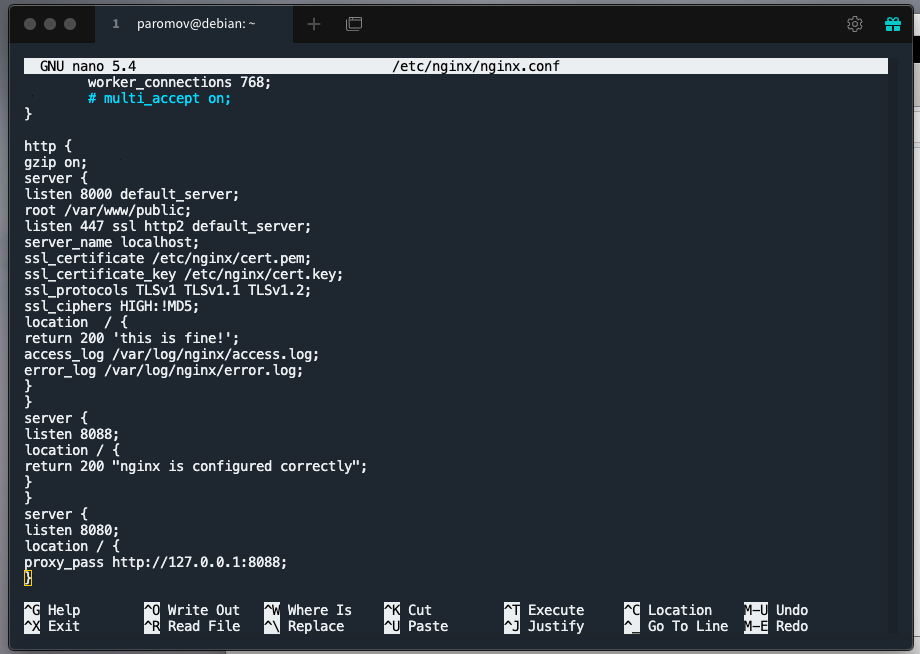 1 paromov@debian: ~
GNU nano 5.4 /etc/nginx/nginx.conf
worker_connections 768;
# multi_accept on;
}
http {
gzip on;
server {
listen 8000 default_server;
root /var/www/public;
listen 447 ssl http2 default_server;
server_name localhost;
ssl_certificate /etc/nginx/cert.pem;
ssl_certificate_key /etc/nginx/cert.key;
ssl_protocols TLSv1 TLSv1.1 TLSv1.2;
ssl_ciphers HIGH:!MD5;
location  / {
return 200 'this is fine!';
access_log /var/log/nginx/access.log;
error_log /var/log/nginx/error.log;
}
}
server {
listen 8088;
location / {
return 200 "nginx is configured correctly";
}
}
server {
listen 8080;
location / {
proxy_pass http://127.0.0.1:8088;
}
^G Help ^O Write Out ^W Where Is ^K Cut ^T Execute ^C Location M-U Undo
^X Exit ^R Read File ^\ Replace ^U Paste ^J Justify ^_ Go To Line M-E Redo